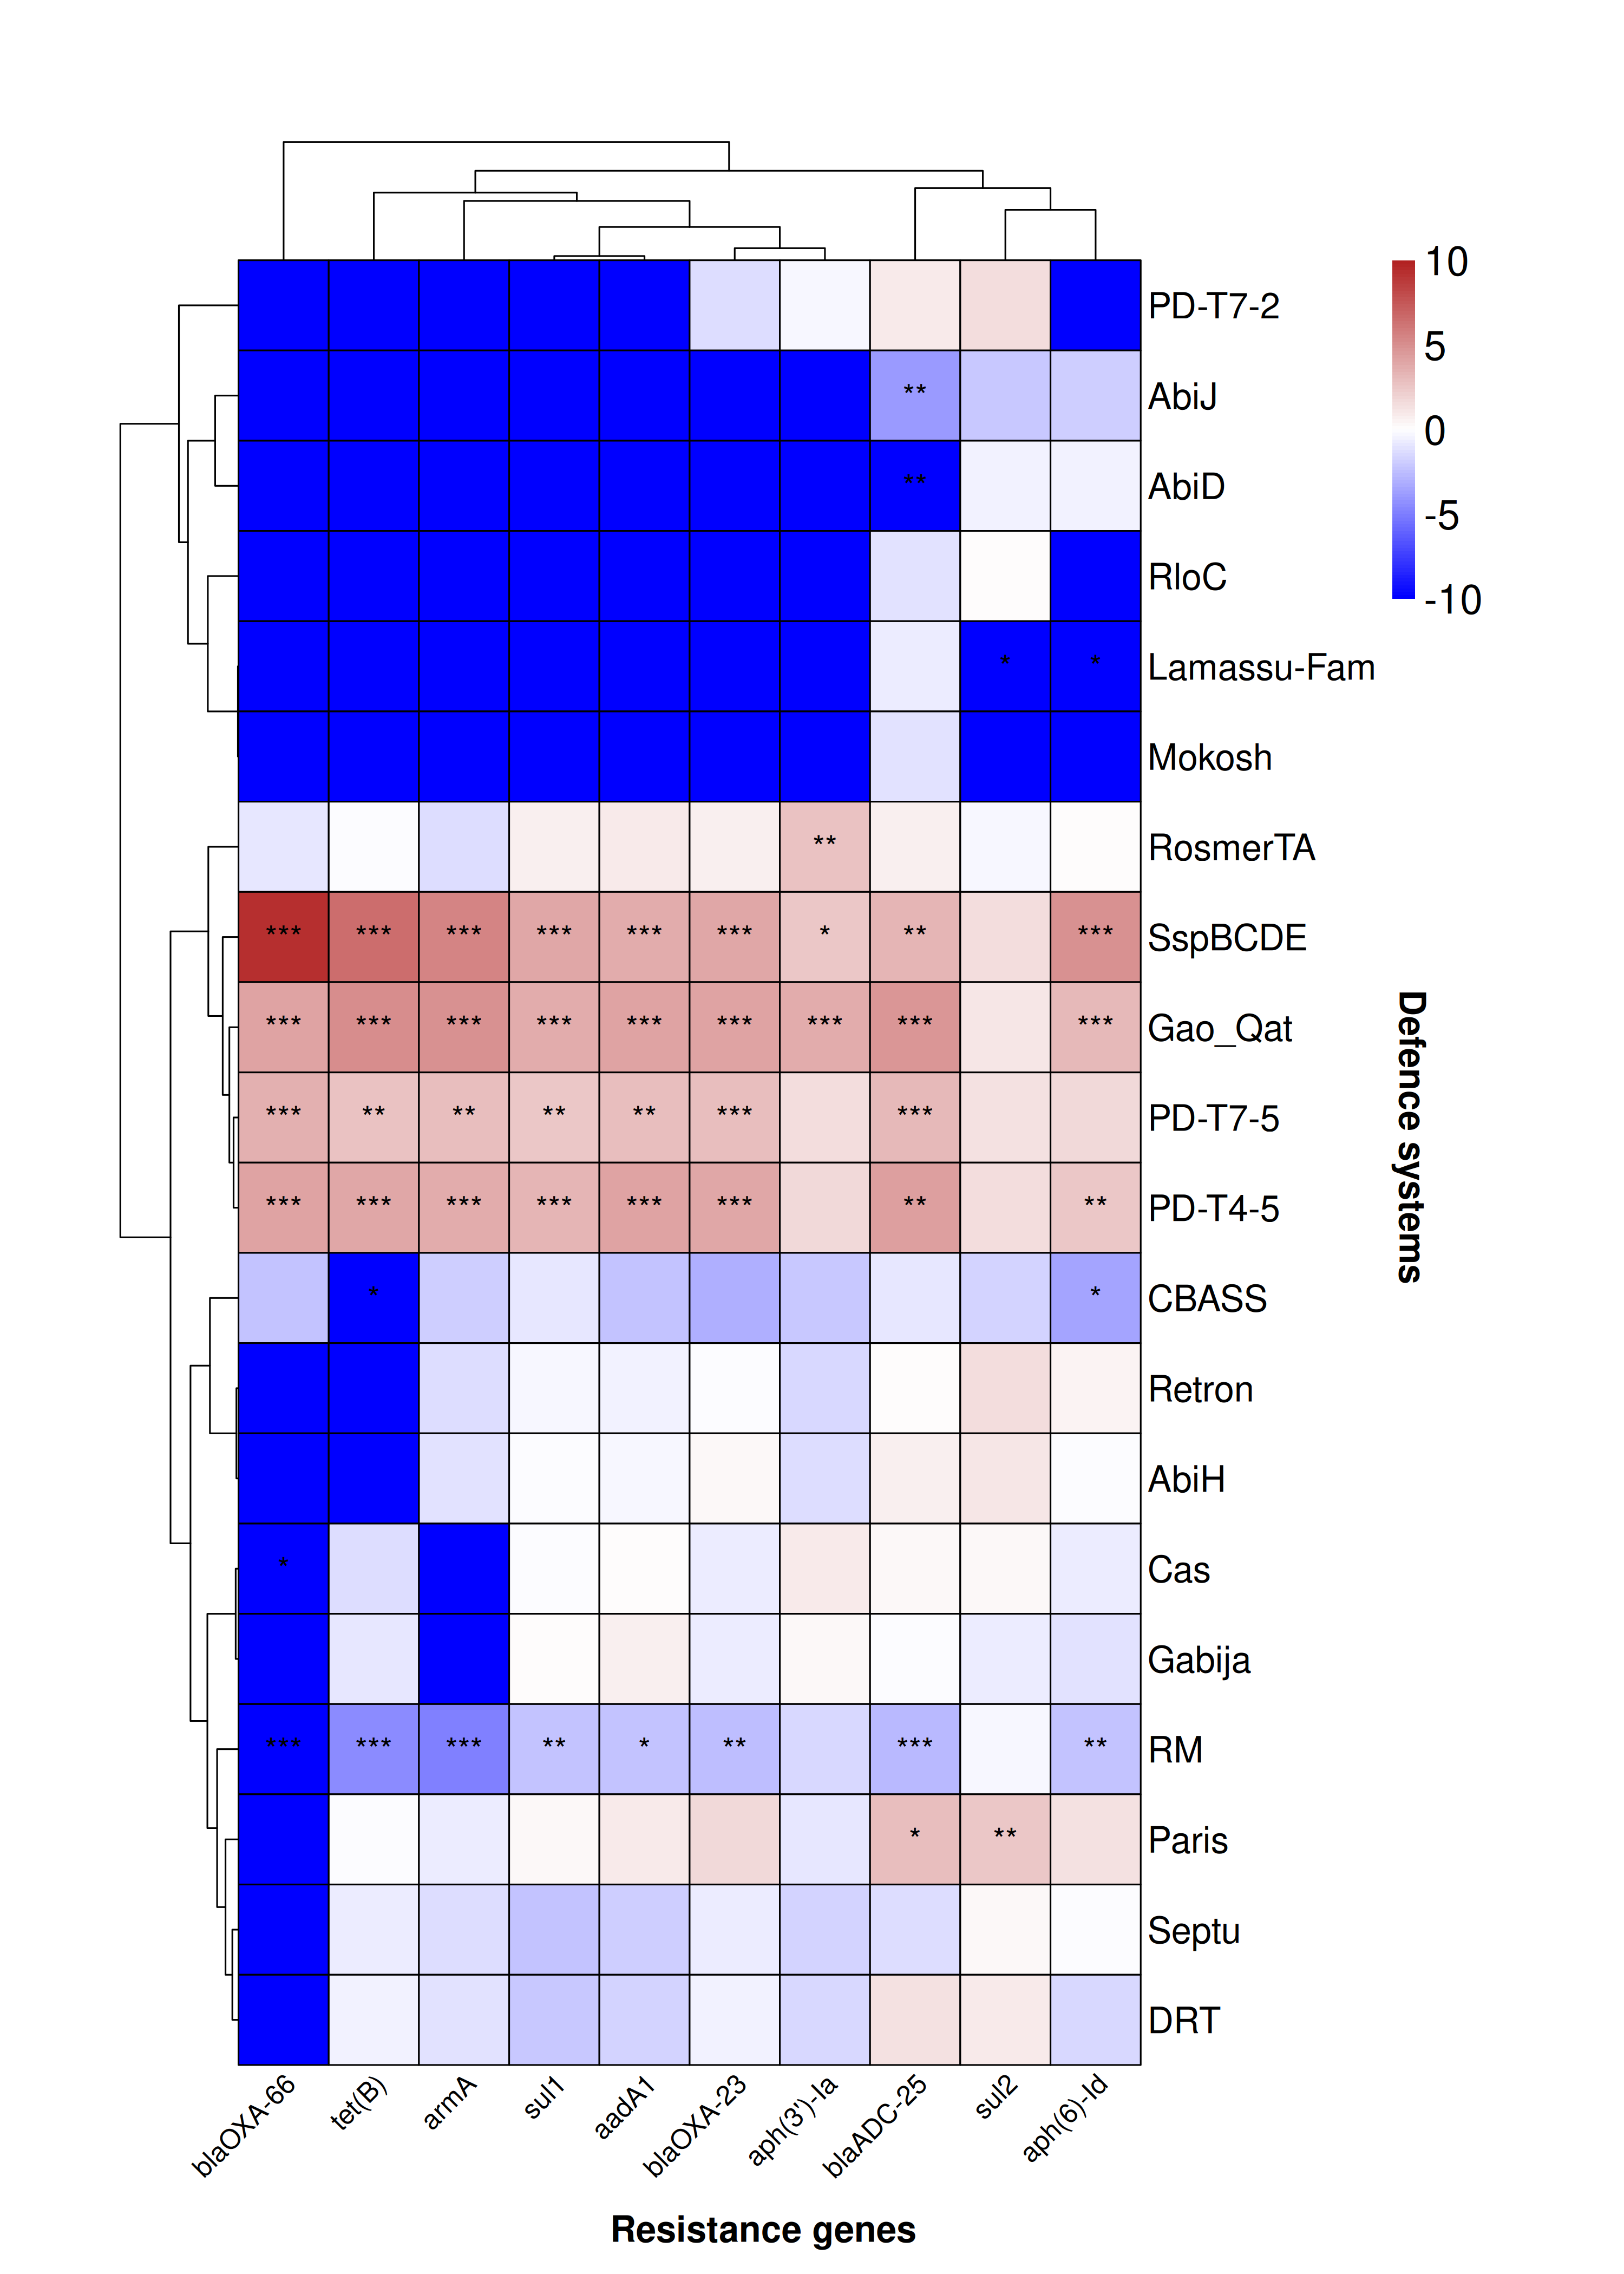 10
5
0
-5
-10
PD-T7-2
AbiJ
**
AbiD
**
RloC
Lamassu-Fam
* *
Mokosh
RosmerTA
**
SspBCDE
*** *** *** *** *** *** * ** ***
Gao_Qat
*** *** *** *** *** *** *** *** ***
PD-T7-5
*** ** ** ** ** *** ***
PD-T4-5
*** *** *** *** *** *** ** **
CBASS
* *
Retron
AbiH
Cas
*
Gabija
RM
*** *** *** ** * ** *** **
Paris
* **
Septu
DRT
Defence systems
blaOXA-66 tet(B) armA sul1 aadA1 blaOXA-23 aph(3')-Ia blaADC-25 sul2 aph(6)-Id
Resistance genes